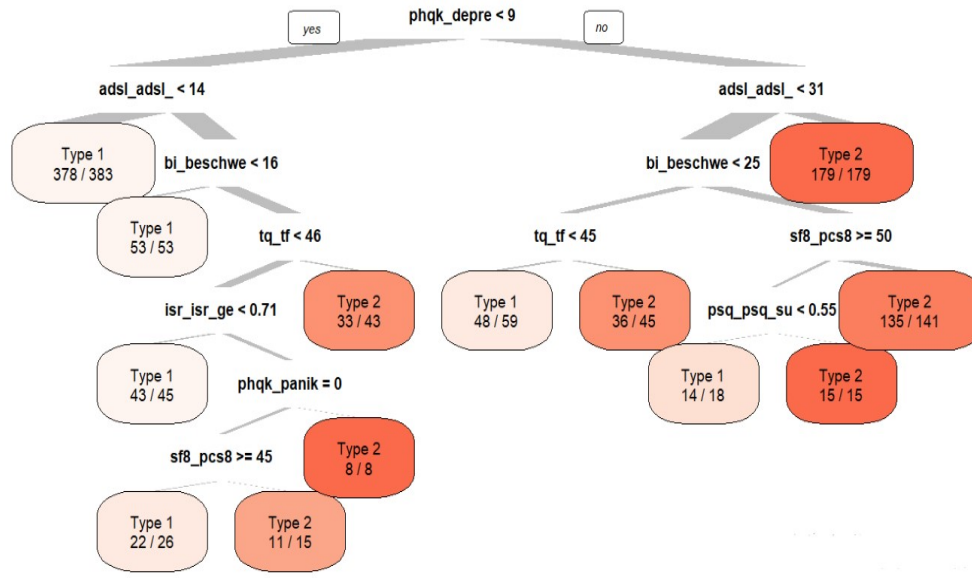 phqk_depre < 9
yes
no
adsl_adsl_ < 14
adsl_adsl_ < 31
Type 1
378 / 383
bi_beschwe < 16
bi_beschwe < 25
Type 2
179 / 179
Type 1
53 / 53
tq_tf < 46
tq_tf < 45
sf8_pcs8 >= 50
isr_isr_ge < 0.71
Type 2
33 / 43
Type 1
48 / 59
Type 2
36 / 45
psq_psq_su < 0.55
Type 2
135 / 141
Type 1
43 / 45
phqk_panik = 0
Type 1
14 / 18
Type 2
15 / 15
sf8_pcs8 >= 45
Type 2
8 / 8
Type 1
22 / 26
Type 2
11 / 15